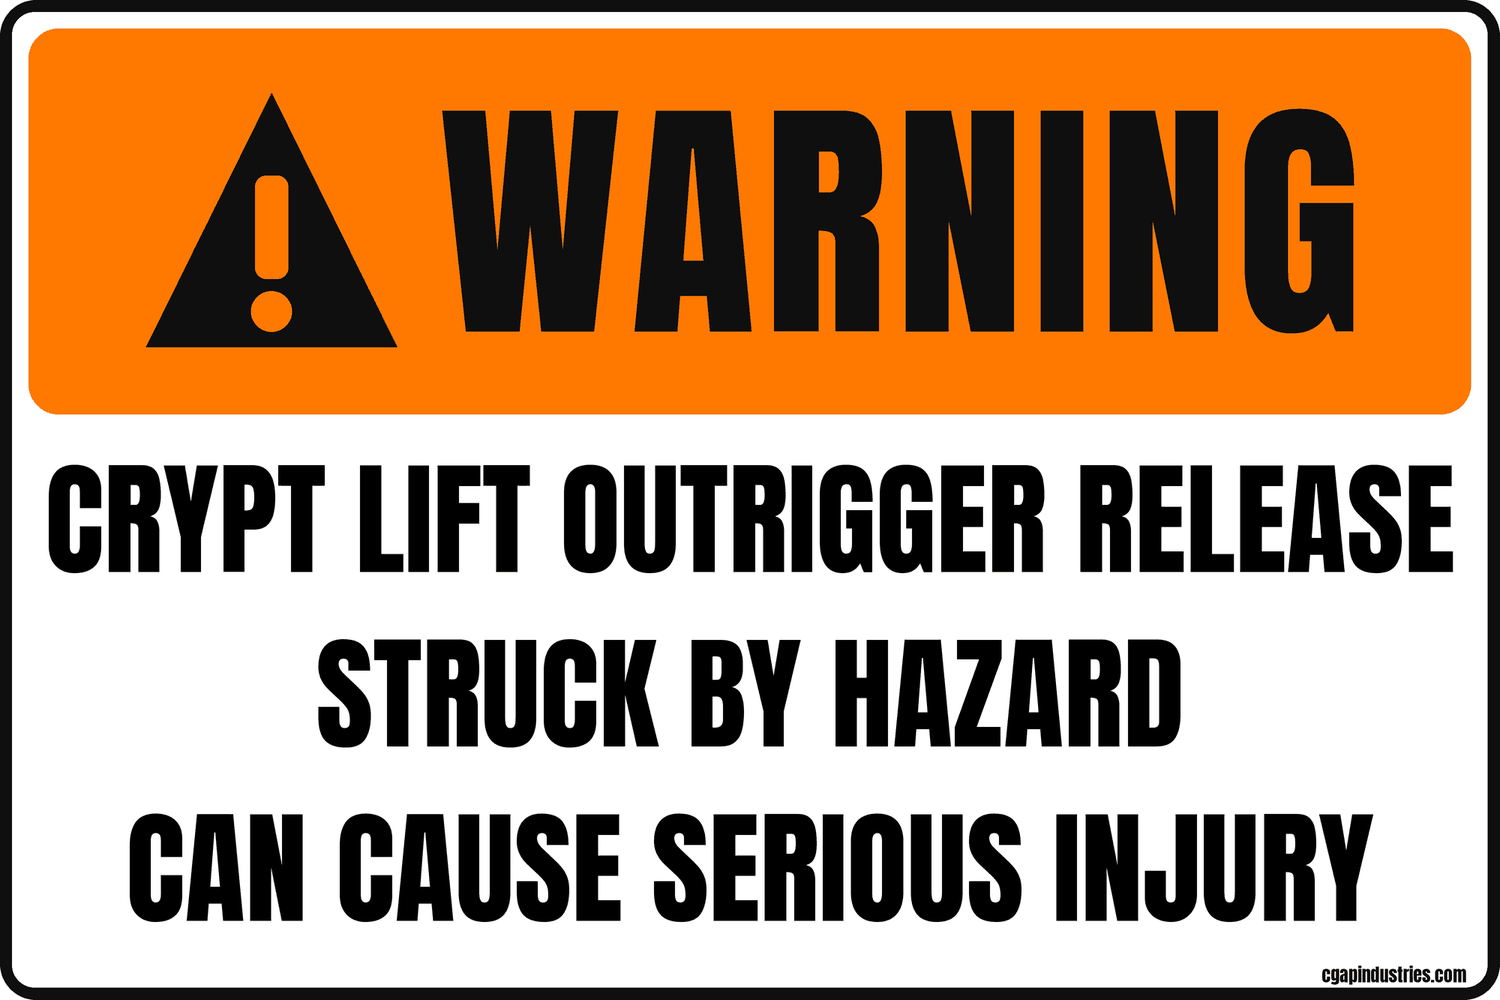 WARNING
CRYPT LIFT OUTRIGGER RELEASE
STRUCK BY HAZARD
CAN CAUSE SERIOUS INJURY
cgapindustries.com